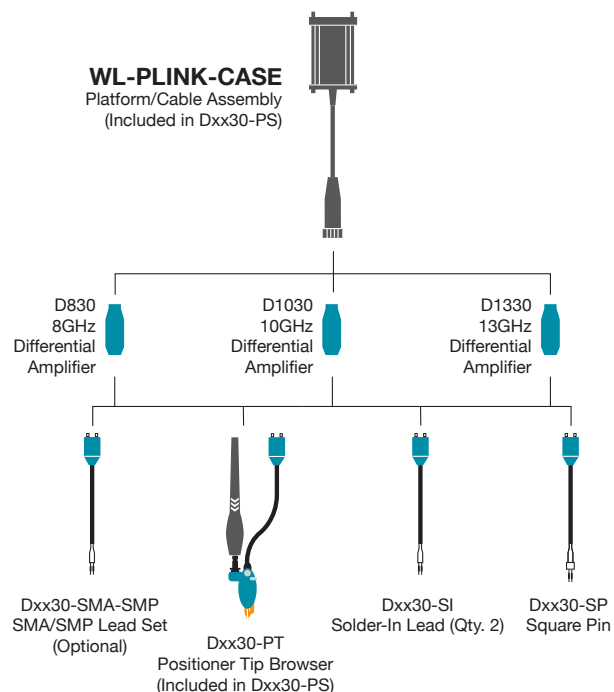 WL-PLINK-CASE
Platform/Cable Assembly
(Included in Dxx30-PS)
D830
8GHz
Differential
Amplifier
D1030
10GHz
Differential
Amplifier
D1330
13GHz
Differential
Amplifier
Dxx30-SMA-SMP
SMA/SMP Lead Set
(Optional)
Dxx30-PT
Positioner Tip Browser
(Included in Dxx30-PS)
Dxx30-SI
Solder-In Lead (Qty. 2)
Dxx30-SP
Square Pin